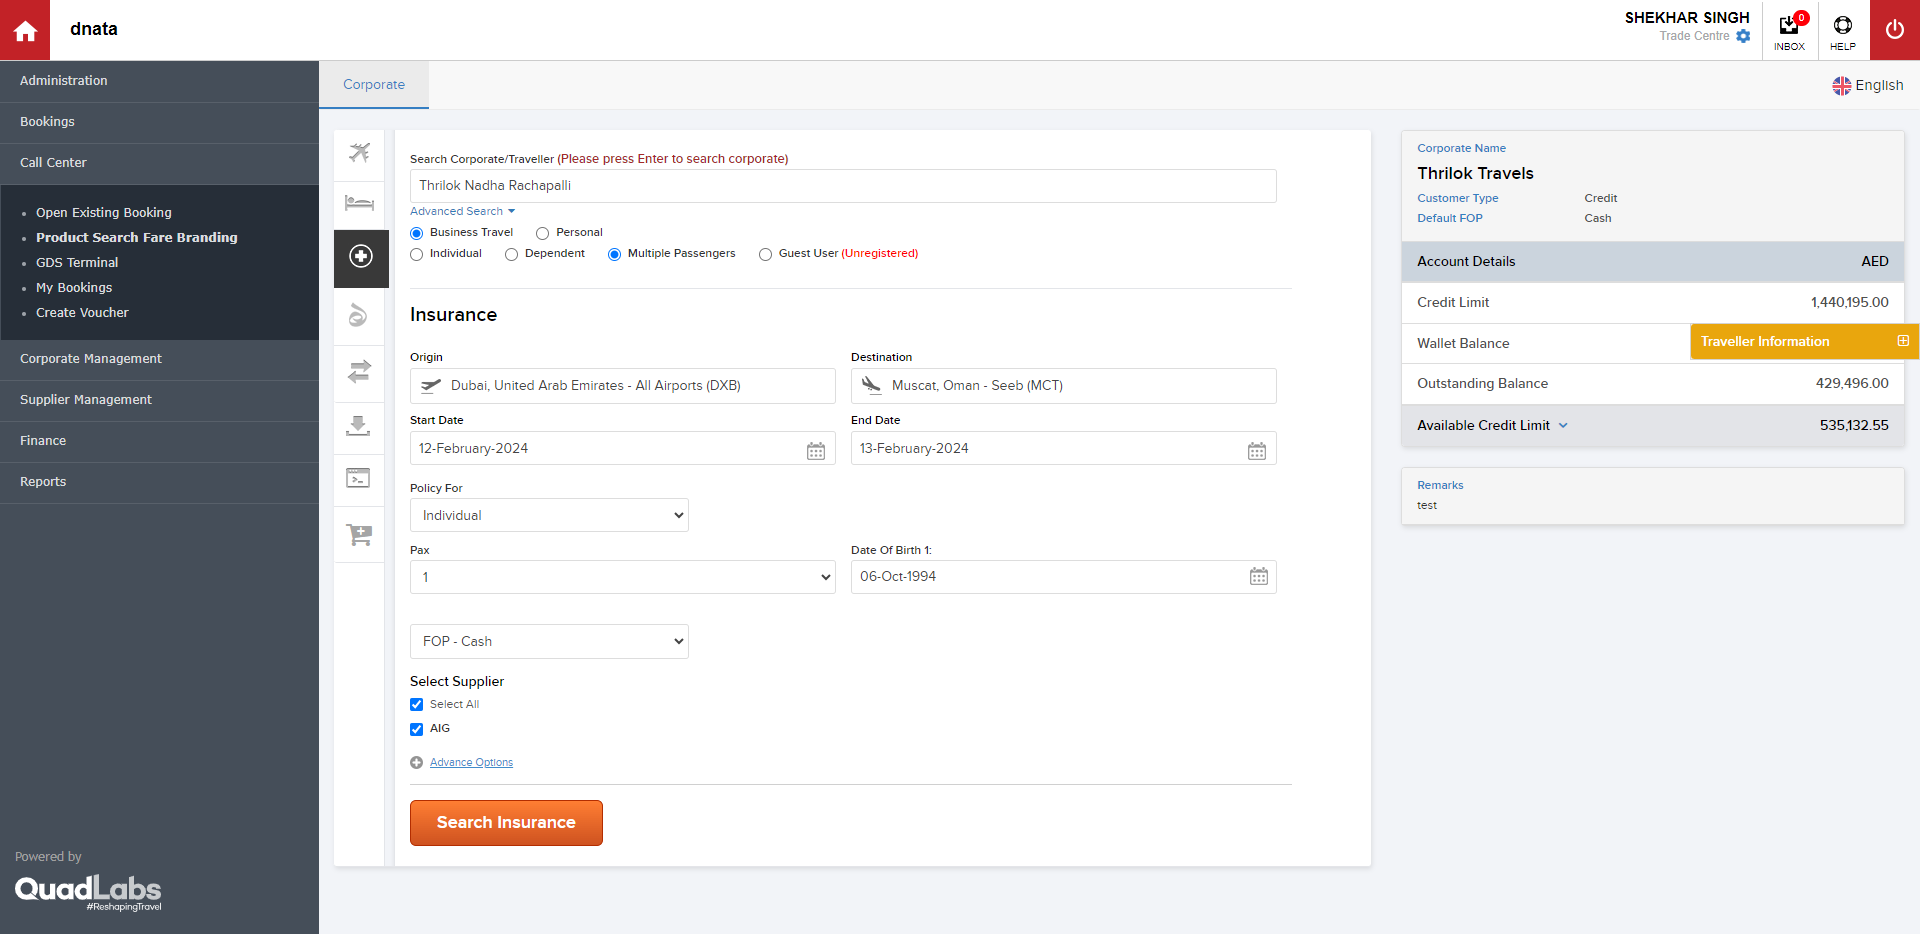 dnata
SHEKHAR SINGH
Trade Centre
0
INBOX
HELP
Administration
Bookings
Call Center
Open Existing Booking
Product Search Fare Branding
GDS Terminal
My Bookings
Create Voucher
Corporate Management
Supplier Management
Finance
Reports
Powered by
QuadLabs
#ReshapingTravel
Corporate
English
Search Corporate/Traveller (Please press Enter to search corporate)
Thrilok Nadha Rachapalli
Advanced Search
Business Travel Personal
Individual Dependent Multiple Passengers Guest User (Unregistered)
Insurance
Origin Destination
Dubai, United Arab Emirates - All Airports (DXB) Muscat, Oman - Seeb (MCT)
Start Date End Date
12-February-2024 13-February-2024
Policy For
Individual
Pax Date Of Birth 1:
1 06-Oct-1994
FOP - Cash
Select Supplier
Select All
AIG
Advance Options
Search Insurance
Corporate Name
Thrilok Travels
Customer Type Credit
Default FOP Cash
Account Details AED
Credit Limit 1,440,195.00
Wallet Balance
Traveller Information
Outstanding Balance 429,496.00
Available Credit Limit 535,132.55
Remarks
test